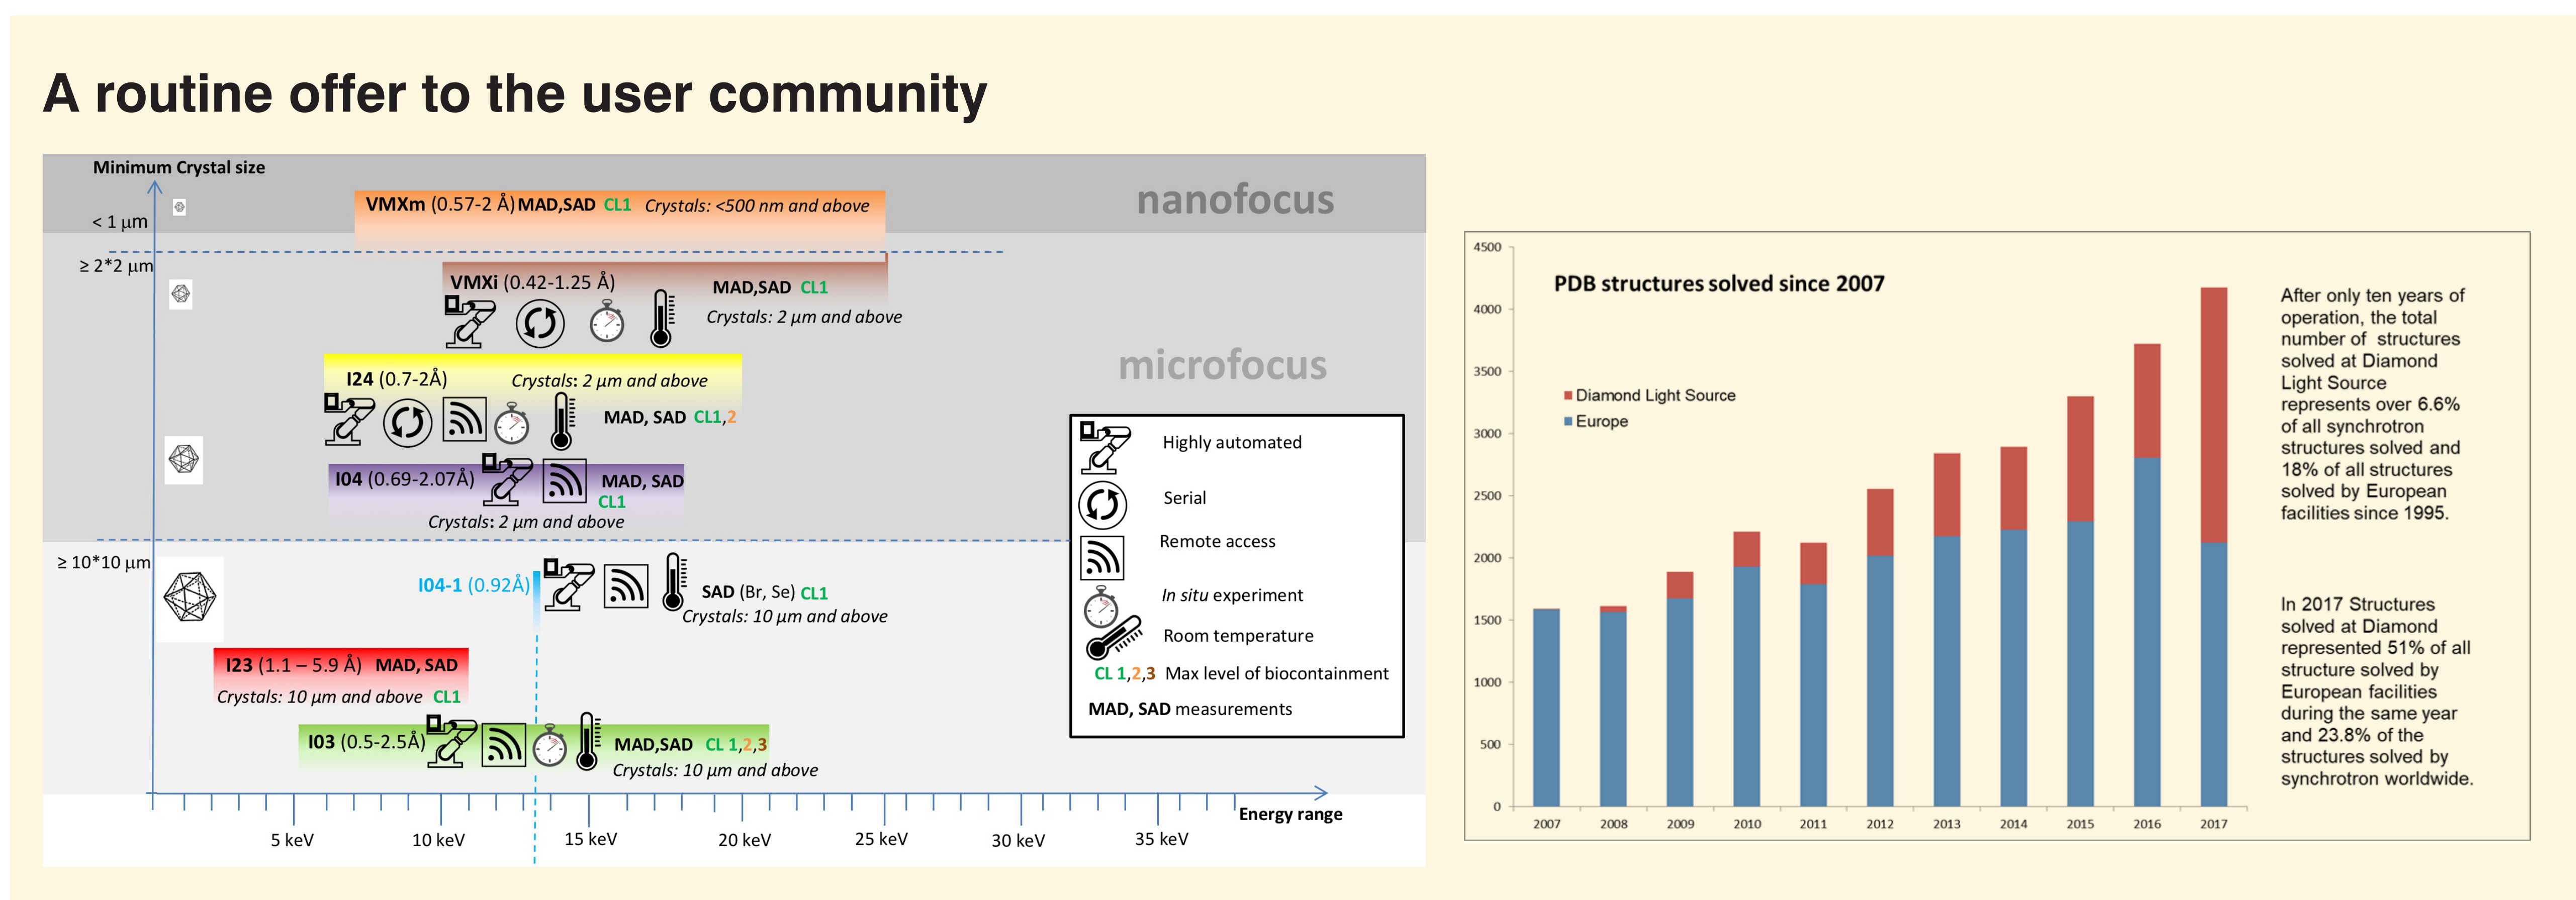 A routine offer to the user community
Minimum Crystal size
nanofocus
VMXm (0.57-2 Å) MAD,SAD CL1 Crystals: <500 nm and above
< 1 µm
≥ 2*2 µm
VMXi (0.42-1.25 Å)
MAD,SAD CL1
Crystals: 2 µm and above
microfocus
I24 (0.7-2Å)
Crystals: 2 µm and above
MAD, SAD CL1,2
I04 (0.69-2.07Å)
MAD, SAD
CL1
Crystals: 2 µm and above
≥ 10*10 µm
I04-1 (0.92Å)
SAD (Br, Se) CL1
Crystals: 10 µm and above
I23 (1.1 – 5.9 Å) MAD, SAD
Crystals: 10 µm and above CL1
I03 (0.5-2.5Å)
MAD,SAD CL 1,2,3
Crystals: 10 µm and above
Highly automated
Serial
Remote access
In situ experiment
Room temperature
CL 1,2,3 Max level of biocontainment
MAD, SAD measurements
Energy range
5 keV
10 keV
15 keV
20 keV
25 keV
30 keV
35 keV
PDB structures solved since 2007
Diamond Light Source
Europe
4500
4000
3500
3000
2500
2000
1500
1000
500
0
2007
2008
2009
2010
2011
2012
2013
2014
2015
2016
2017
After only ten years of
operation, the total
number of structures
solved at Diamond
Light Source
represents over 6.6%
of all synchrotron
structures solved and
18% of all structures
solved by European
facilities since 1995.
In 2017 Structures
solved at Diamond
represented 51% of all
structure solved by
European facilities
during the same year
and 23.8% of the
structures solved by
synchrotron worldwide.